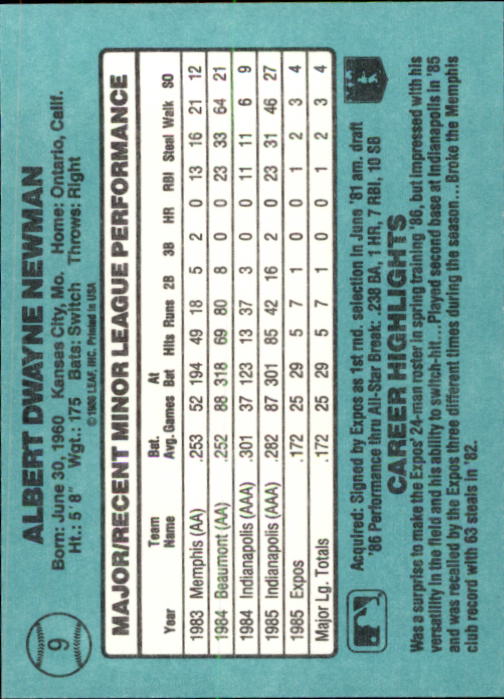 9
ALBERT DWAYNE NEWMAN
Born: June 30, 1960 Kansas City, Mo. Home: Ontario, Calif.
Ht.: 5' 8" Wgt.: 175 Bats: Switch Throws: Right
© 1986 LEAF, INC. Printed in USA
MAJOR/RECENT MINOR LEAGUE PERFORMANCE
Year Team Name Bat. Avg. Games At Bat Hits Runs 2B 3B HR RBI Steal Walk SO
1983 Memphis (AA) .253 52 194 49 18 5 2 0 13 16 21 12
1984 Beaumont (AA) .252 88 318 69 80 8 0 0 23 33 64 21
1984 Indianapolis (AAA) .301 37 123 13 37 3 0 0 11 11 6 9
1985 Indianapolis (AAA) .282 87 301 85 42 16 2 0 23 31 46 27
1985 Expos .172 25 29 5 7 1 0 0 1 2 3 4
Major Lg. Totals .172 25 29 5 7 1 0 0 1 2 3 4
Acquired: Signed by Expos as 1st rnd. selection in June '81 am. draft
'86 Performance thru All-Star Break: .238 BA, 1 HR, 7 RBI, 10 SB
CAREER HIGHLIGHTS
Was a surprise to make the Expos' 24-man roster in spring training '86, but impressed with his
versatility in the field and his ability to switch-hit... Played second base at Indianapolis in '85
and was recalled by the Expos three different times during the season... Broke the Memphis
club record with 63 steals in '82.